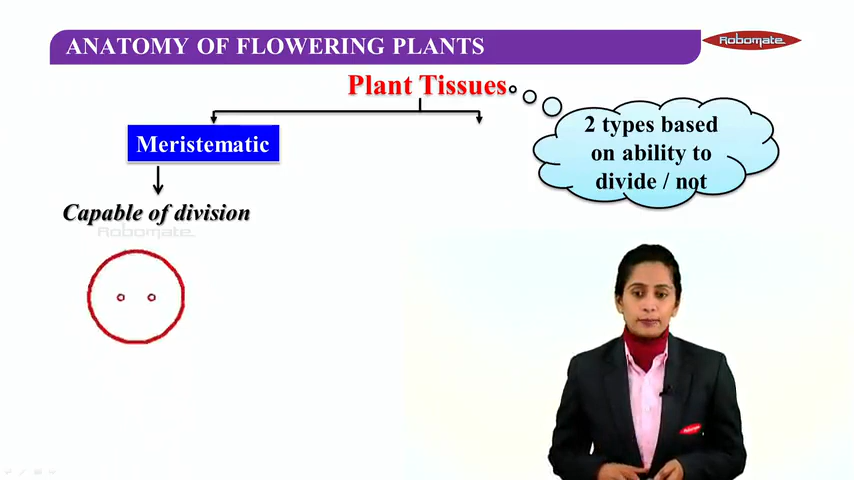 ANATOMY OF FLOWERING PLANTS
Robomate
Plant Tissues
2 types based
on ability to
divide / not
Meristematic
Capable of division
Robomate
Robomate